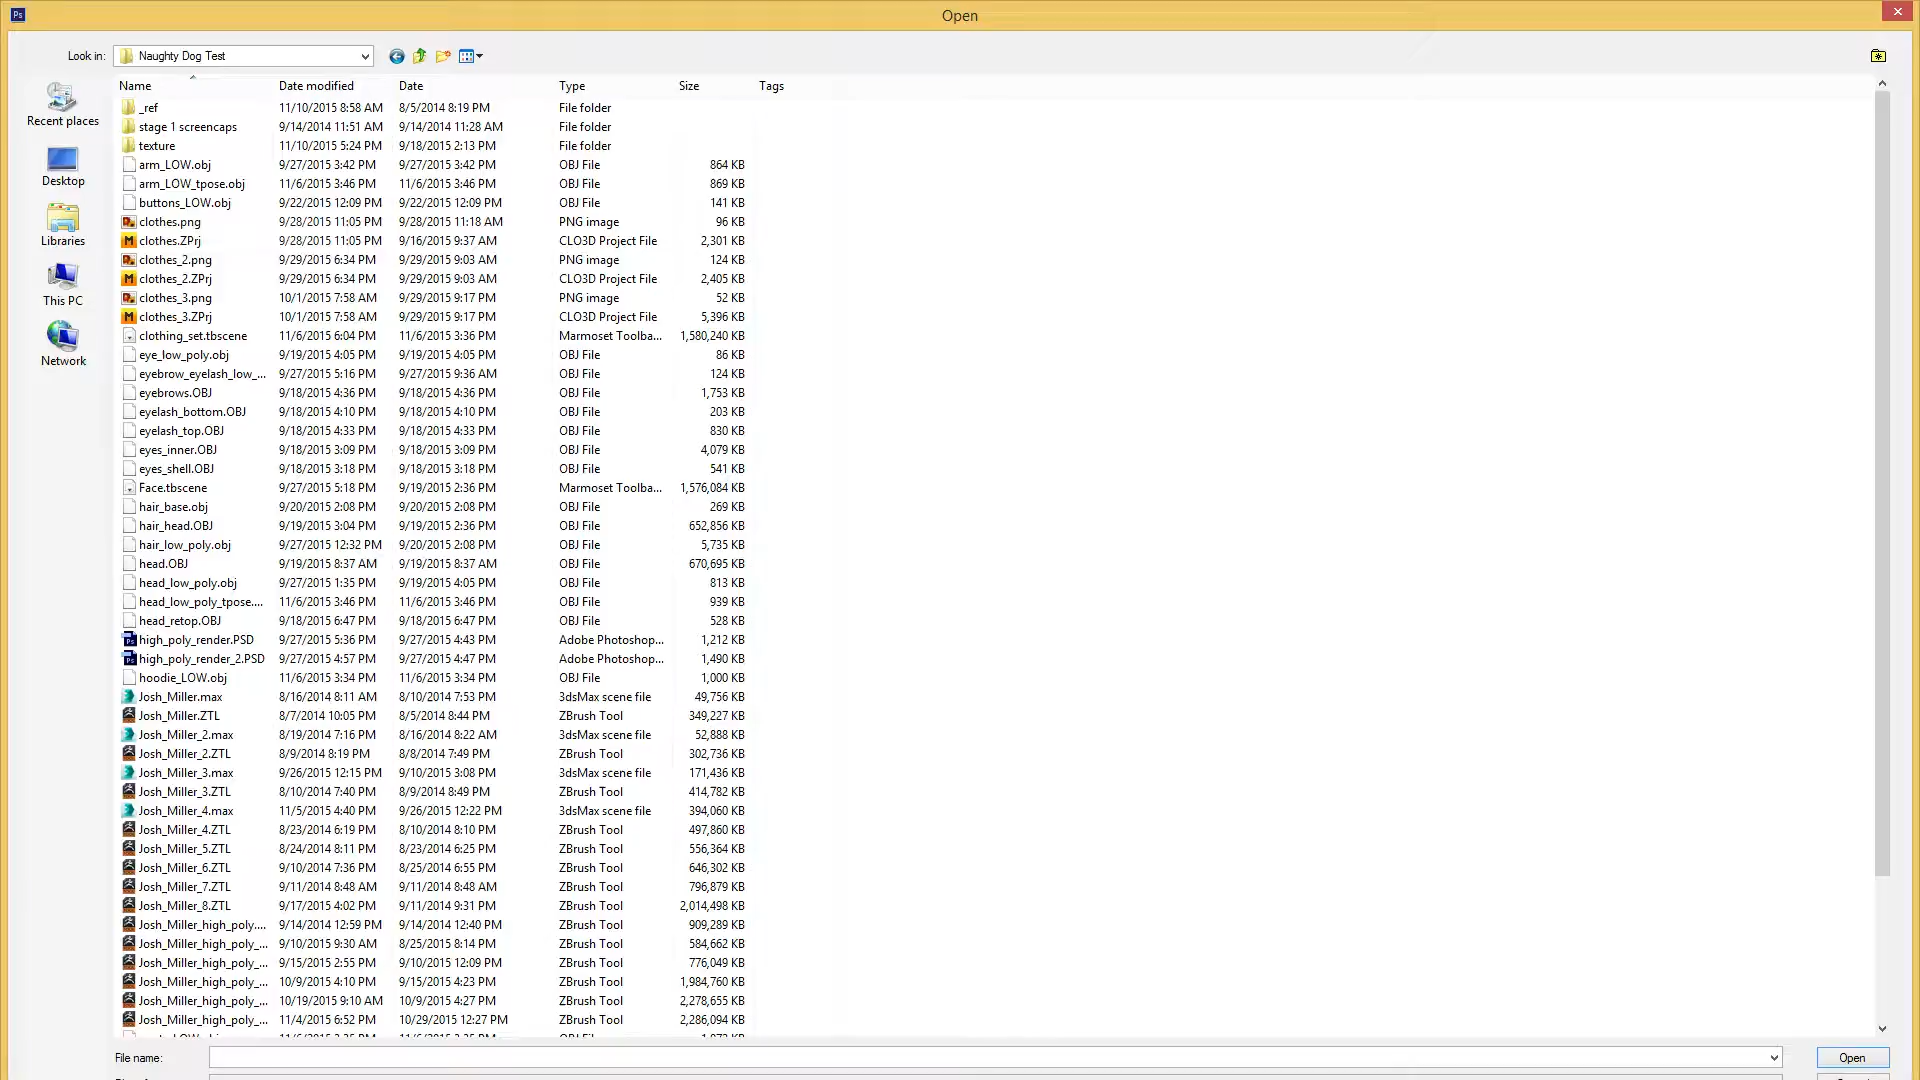 Ps
Open
Look in: Naughty Dog Test
Name Date modified Date Type Size Tags
Recent places
Desktop
Libraries
This PC
Network
_ref 11/10/2015 8:58 AM 8/5/2014 8:19 PM File folder
stage 1 screencaps 9/14/2014 11:51 AM 9/14/2014 11:28 AM File folder
texture 11/10/2015 5:24 PM 9/18/2015 2:13 PM File folder
arm_LOW.obj 9/27/2015 3:42 PM 9/27/2015 3:42 PM OBJ File 864 KB
arm_LOW_tpose.obj 11/6/2015 3:46 PM 11/6/2015 3:46 PM OBJ File 869 KB
buttons_LOW.obj 9/22/2015 12:09 PM 9/22/2015 12:09 PM OBJ File 141 KB
clothes.png 9/28/2015 11:05 PM 9/28/2015 11:18 AM PNG image 96 KB
clothes.ZPrj 9/28/2015 11:05 PM 9/16/2015 9:37 AM CLO3D Project File 2,301 KB
clothes_2.png 9/29/2015 6:34 PM 9/29/2015 9:03 AM PNG image 124 KB
clothes_2.ZPrj 9/29/2015 6:34 PM 9/29/2015 9:03 AM CLO3D Project File 2,405 KB
clothes_3.png 10/1/2015 7:58 AM 9/29/2015 9:17 PM PNG image 52 KB
clothes_3.ZPrj 10/1/2015 7:58 AM 9/29/2015 9:17 PM CLO3D Project File 5,396 KB
clothing_set.tbscene 11/6/2015 6:04 PM 11/6/2015 3:36 PM Marmoset Toolba... 1,580,240 KB
eye_low_poly.obj 9/19/2015 4:05 PM 9/19/2015 4:05 PM OBJ File 86 KB
eyebrow_eyelash_low_... 9/27/2015 5:16 PM 9/27/2015 9:36 AM OBJ File 124 KB
eyebrows.OBJ 9/18/2015 4:36 PM 9/18/2015 4:36 PM OBJ File 1,753 KB
eyelash_bottom.OBJ 9/18/2015 4:10 PM 9/18/2015 4:10 PM OBJ File 203 KB
eyelash_top.OBJ 9/18/2015 4:33 PM 9/18/2015 4:33 PM OBJ File 830 KB
eyes_inner.OBJ 9/18/2015 3:09 PM 9/18/2015 3:09 PM OBJ File 4,079 KB
eyes_shell.OBJ 9/18/2015 3:18 PM 9/18/2015 3:18 PM OBJ File 541 KB
Face.tbscene 9/27/2015 5:18 PM 9/19/2015 2:36 PM Marmoset Toolba... 1,576,084 KB
hair_base.obj 9/20/2015 2:08 PM 9/20/2015 2:08 PM OBJ File 269 KB
hair_head.OBJ 9/19/2015 3:04 PM 9/19/2015 2:36 PM OBJ File 652,856 KB
hair_low_poly.obj 9/27/2015 12:32 PM 9/20/2015 2:08 PM OBJ File 5,735 KB
head.OBJ 9/19/2015 8:37 AM 9/19/2015 8:37 AM OBJ File 670,695 KB
head_low_poly.obj 9/27/2015 1:35 PM 9/19/2015 4:05 PM OBJ File 813 KB
head_low_poly_tpose.... 11/6/2015 3:46 PM 11/6/2015 3:46 PM OBJ File 939 KB
head_retop.OBJ 9/18/2015 6:47 PM 9/18/2015 6:47 PM OBJ File 528 KB
high_poly_render.PSD 9/27/2015 5:36 PM 9/27/2015 4:43 PM Adobe Photoshop... 1,212 KB
high_poly_render_2.PSD 9/27/2015 4:57 PM 9/27/2015 4:47 PM Adobe Photoshop... 1,490 KB
hoodie_LOW.obj 11/6/2015 3:34 PM 11/6/2015 3:34 PM OBJ File 1,000 KB
Josh_Miller.max 8/16/2014 8:11 AM 8/10/2014 7:53 PM 3dsMax scene file 49,756 KB
Josh_Miller.ZTL 8/7/2014 10:05 PM 8/5/2014 8:44 PM ZBrush Tool 349,227 KB
Josh_Miller_2.max 8/19/2014 7:16 PM 8/16/2014 8:22 AM 3dsMax scene file 52,888 KB
Josh_Miller_2.ZTL 8/9/2014 8:19 PM 8/8/2014 7:49 PM ZBrush Tool 302,736 KB
Josh_Miller_3.max 9/26/2015 12:15 PM 9/10/2015 3:08 PM 3dsMax scene file 171,436 KB
Josh_Miller_3.ZTL 8/10/2014 7:40 PM 8/9/2014 8:49 PM ZBrush Tool 414,782 KB
Josh_Miller_4.max 11/5/2015 4:40 PM 9/26/2015 12:22 PM 3dsMax scene file 394,060 KB
Josh_Miller_4.ZTL 8/23/2014 6:19 PM 8/10/2014 8:10 PM ZBrush Tool 497,860 KB
Josh_Miller_5.ZTL 8/24/2014 8:11 PM 8/23/2014 6:25 PM ZBrush Tool 556,364 KB
Josh_Miller_6.ZTL 9/10/2014 7:36 PM 8/25/2014 6:55 PM ZBrush Tool 646,302 KB
Josh_Miller_7.ZTL 9/11/2014 8:48 AM 9/11/2014 8:48 AM ZBrush Tool 796,879 KB
Josh_Miller_8.ZTL 9/17/2015 4:02 PM 9/11/2014 9:31 PM ZBrush Tool 2,014,498 KB
Josh_Miller_high_poly.... 9/14/2014 12:59 PM 9/14/2014 12:40 PM ZBrush Tool 909,289 KB
Josh_Miller_high_poly_... 9/10/2015 9:30 AM 8/25/2015 8:14 PM ZBrush Tool 584,662 KB
Josh_Miller_high_poly_... 9/15/2015 2:55 PM 9/10/2015 12:09 PM ZBrush Tool 776,049 KB
Josh_Miller_high_poly_... 10/9/2015 4:10 PM 9/15/2015 4:23 PM ZBrush Tool 1,984,760 KB
Josh_Miller_high_poly_... 10/19/2015 9:10 AM 10/9/2015 4:27 PM ZBrush Tool 2,278,655 KB
Josh_Miller_high_poly_... 11/4/2015 6:52 PM 10/29/2015 12:27 PM ZBrush Tool 2,286,094 KB
File name: Open